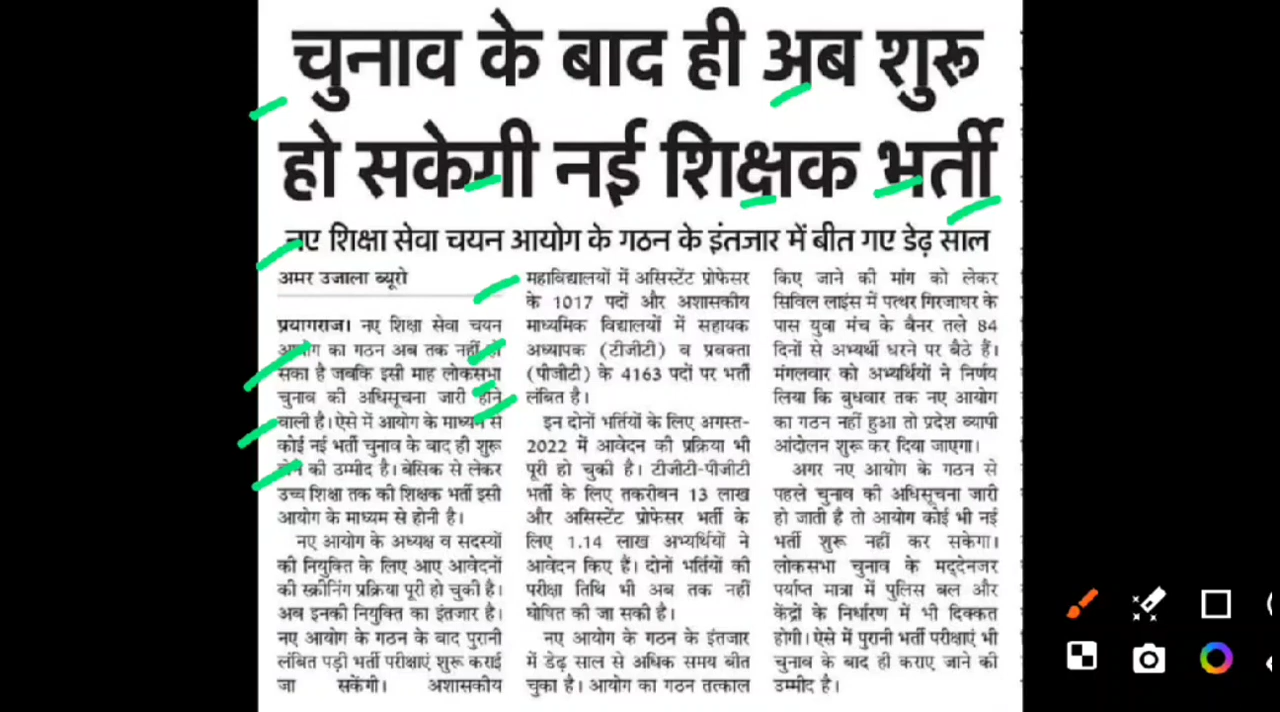 चुनाव के बाद ही अब शुरू
हो सकेगी नई शिक्षक भर्ती
नए शिक्षा सेवा चयन आयोग के गठन के इंतजार में बीत गए डेढ़ साल
अमर उजाला ब्यूरो
प्रयागराज। नए शिक्षा सेवा चयन
आयोग का गठन अब तक नहीं हो
सका है जबकि इसी माह लोकसभा
चुनाव की अधिसूचना जारी होने
वाली है। ऐसे में आयोग के माध्यम से
कोई नई भर्ती चुनाव के बाद ही शुरू
होने की उम्मीद है। बेसिक से लेकर
उच्च शिक्षा तक की शिक्षक भर्ती इसी
आयोग के माध्यम से होनी है।
नए आयोग के अध्यक्ष व सदस्यों
की नियुक्ति के लिए आए आवेदनों
की स्क्रीनिंग प्रक्रिया पूरी हो चुकी है।
अब इनकी नियुक्ति का इंतजार है।
नए आयोग के गठन के बाद पुरानी
लंबित पड़ी भर्ती परीक्षाएं शुरू कराई
जा सकेंगी। अशासकीय
महाविद्यालयों में असिस्टेंट प्रोफेसर
के 1017 पदों और अशासकीय
माध्यमिक विद्यालयों में सहायक
अध्यापक (टीजीटी) व प्रवक्ता
(पीजीटी) के 4163 पदों पर भर्ती
लंबित है।
इन दोनों भर्तियों के लिए अगस्त-
2022 में आवेदन की प्रक्रिया भी
पूरी हो चुकी है। टीजीटी-पीजीटी
भर्ती के लिए तकरीबन 13 लाख
और असिस्टेंट प्रोफेसर भर्ती के
लिए 1.14 लाख अभ्यर्थियों ने
आवेदन किए हैं। दोनों भर्तियों की
परीक्षा तिथि भी अब तक नहीं
घोषित की जा सकी है।
नए आयोग के गठन के इंतजार
में डेढ़ साल से अधिक समय बीत
चुका है। आयोग का गठन तत्काल
किए जाने की मांग को लेकर
सिविल लाइंस में पत्थर गिरजाघर के
पास युवा मंच के बैनर तले 84
दिनों से अभ्यर्थी धरने पर बैठे हैं।
मंगलवार को अभ्यर्थियों ने निर्णय
लिया कि बुधवार तक नए आयोग
का गठन नहीं हुआ तो प्रदेश व्यापी
आंदोलन शुरू कर दिया जाएगा।
अगर नए आयोग के गठन से
पहले चुनाव की अधिसूचना जारी
हो जाती है तो आयोग कोई भी नई
भर्ती शुरू नहीं कर सकेगा।
लोकसभा चुनाव के मद्देनजर
पर्याप्त मात्रा में पुलिस बल और
केंद्रों के निर्धारण में भी दिक्कत
होगी। ऐसे में पुरानी भर्ती परीक्षाएं भी
चुनाव के बाद ही कराए जाने की
उम्मीद है।